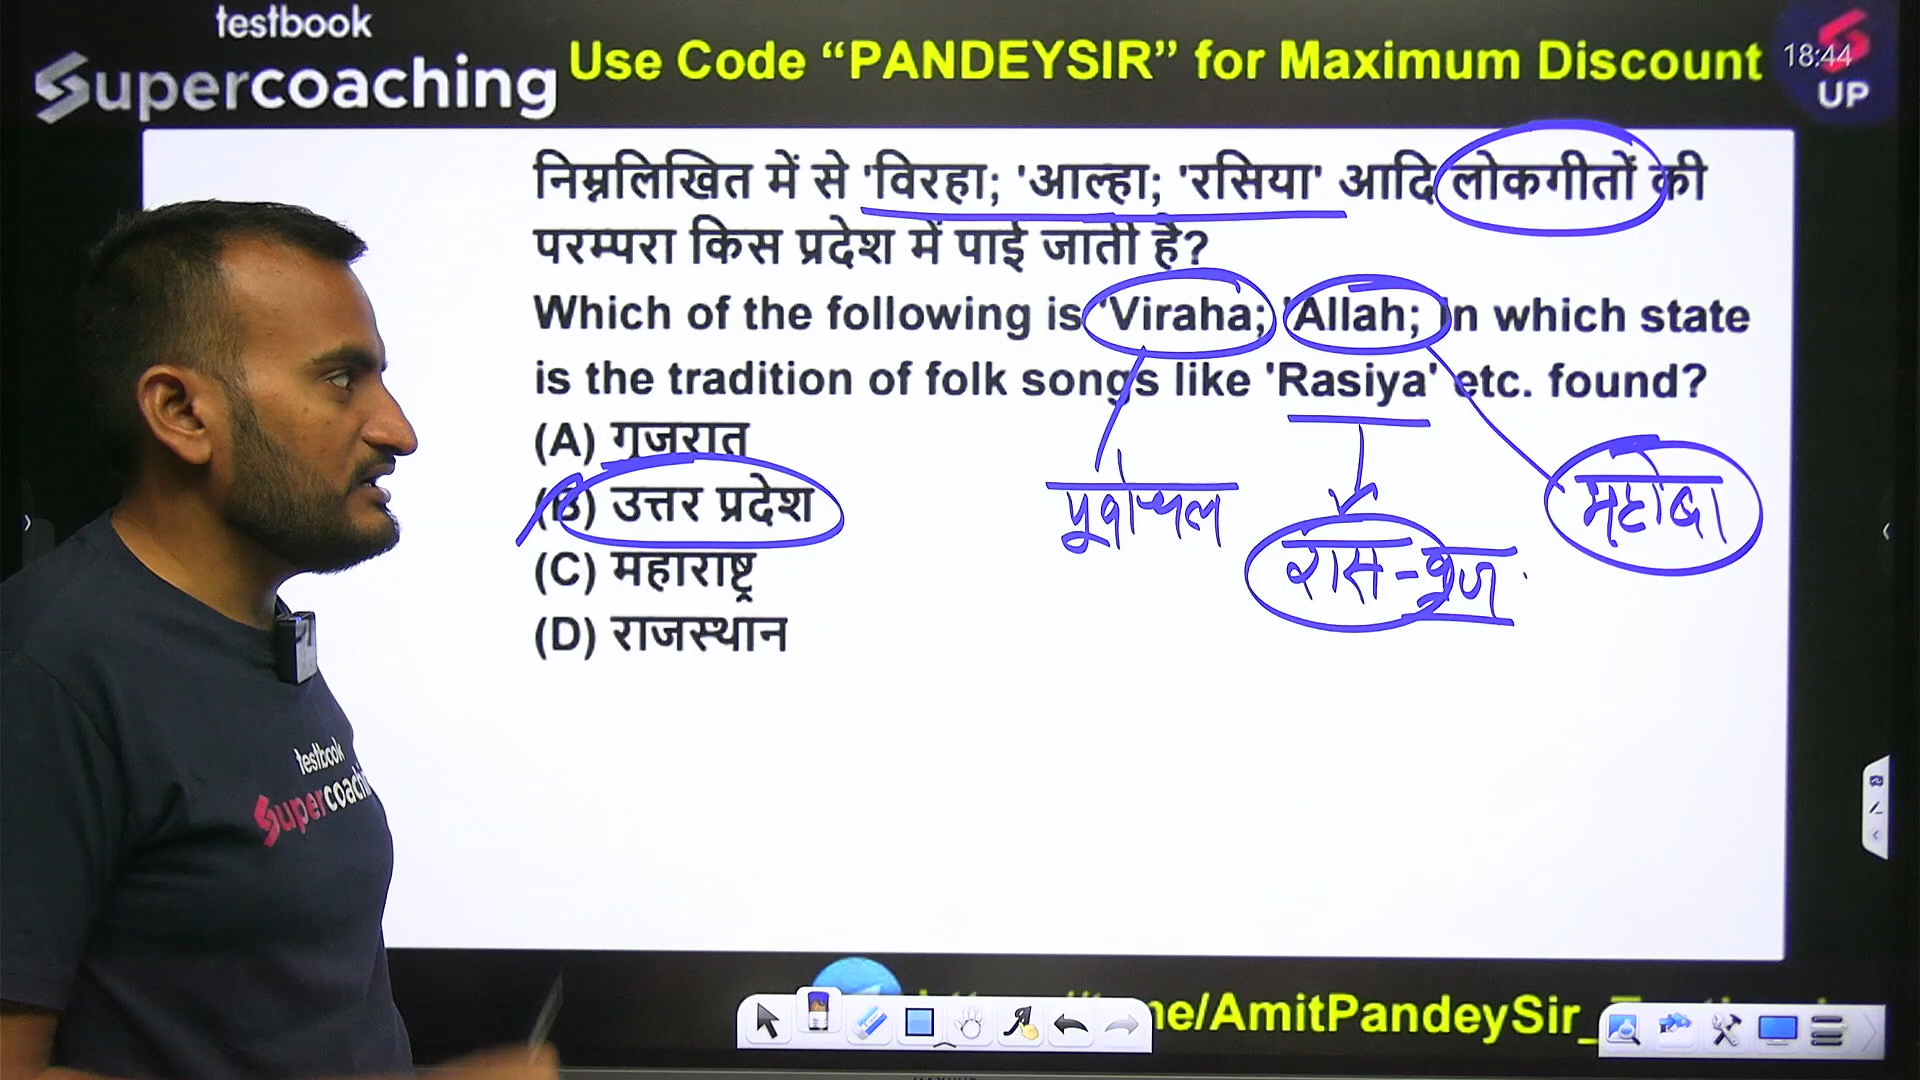 testbook
Supercoaching
Use Code “PANDEYSIR” for Maximum Discount
18:44
UP
निम्नलिखित में से 'विरहा; 'आल्हा; 'रसिया' आदि लोकगीतों की
परम्परा किस प्रदेश में पाई जाती है?
Which of the following is 'Viraha; 'Allah; in which state
is the tradition of folk songs like 'Rasiya' etc. found?
(A) गुजरात
(B) उत्तर प्रदेश
(C) महाराष्ट्र
(D) राजस्थान
पूर्वांचल
रास-ब्रज
महोबा
testbook
Supercoachi
me/AmitPandeySir_